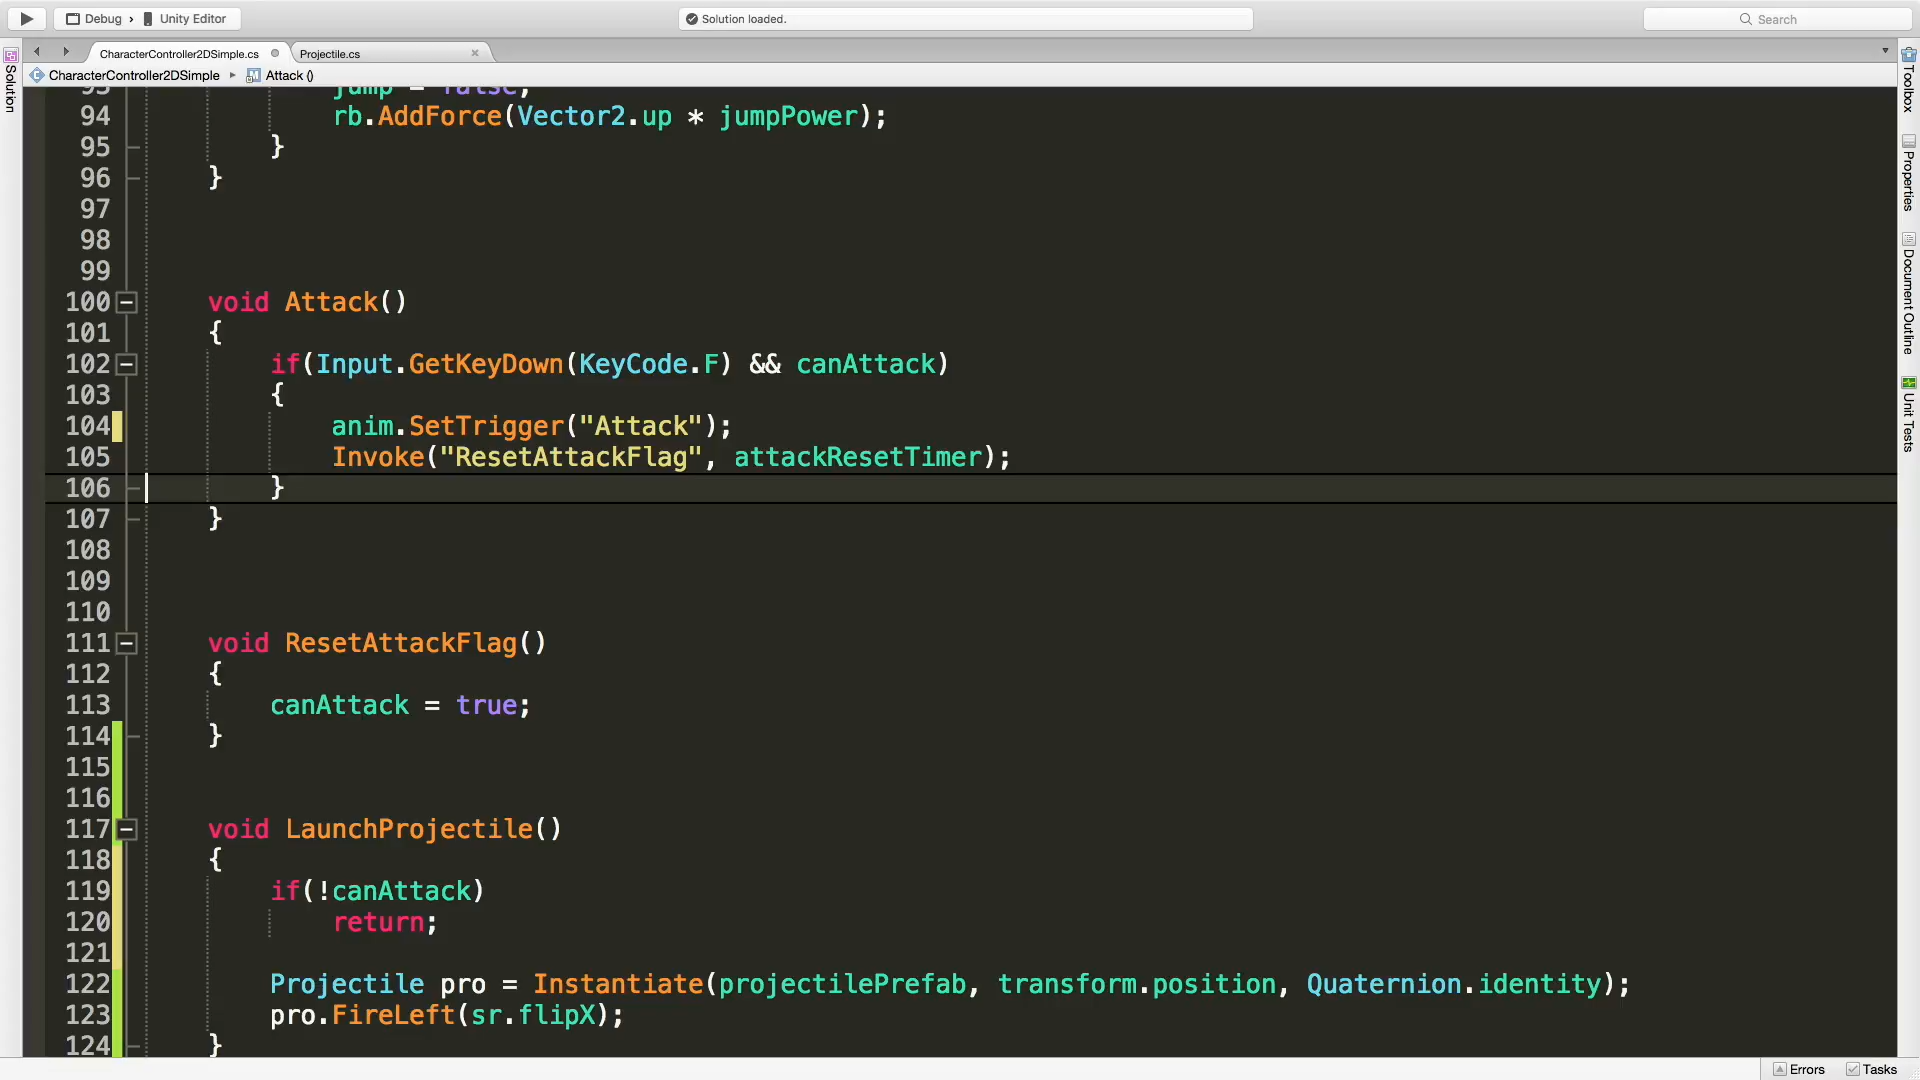 Debug › Unity Editor
Solution loaded.
Search
CharacterController2DSimple.cs
Projectile.cs
CharacterController2DSimple ▸ Attack ()
Solution
Toolbox
Properties
Document Outline
Unit Tests
93 jump = false;
94 rb.AddForce(Vector2.up * jumpPower);
95 }
96 }
97
98
99
100 void Attack()
101 {
102 if(Input.GetKeyDown(KeyCode.F) && canAttack)
103 {
104 anim.SetTrigger("Attack");
105 Invoke("ResetAttackFlag", attackResetTimer);
106 }
107 }
108
109
110
111 void ResetAttackFlag()
112 {
113 canAttack = true;
114 }
115
116
117 void LaunchProjectile()
118 {
119 if(!canAttack)
120 return;
121
122 Projectile pro = Instantiate(projectilePrefab, transform.position, Quaternion.identity);
123 pro.FireLeft(sr.flipX);
124 }
Errors
Tasks